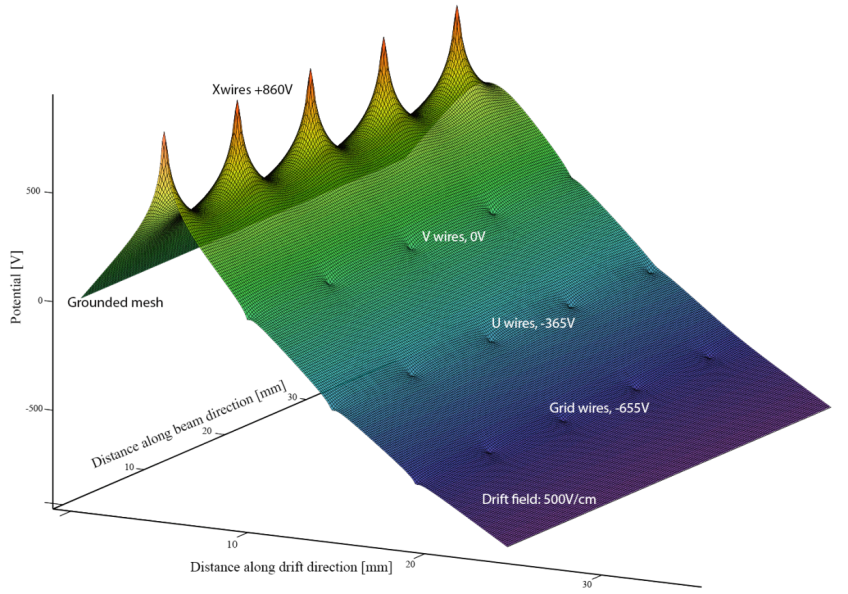 Xwires +860V
500
V wires, 0V
Potential [V]
0
Grounded mesh
U wires, -365V
-500
Distance along beam direction [mm]
30
20
10
Grid wires, -655V
Drift field: 500V/cm
10
Distance along drift direction [mm]
20
30